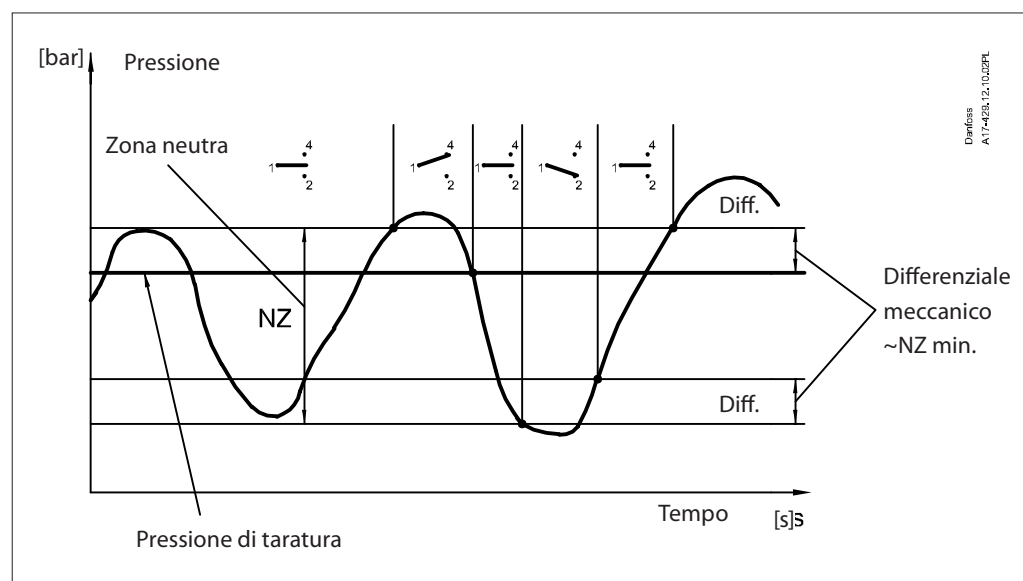 [bar]
Pressione
Danfoss
A17-429.12.10.02PL
Zona neutra
4
1
2
4
1
2
4
1
2
4
1
2
4
1
2
Diff.
NZ
Differenziale
meccanico
~NZ min.
Diff.
Tempo
[s]s
Pressione di taratura